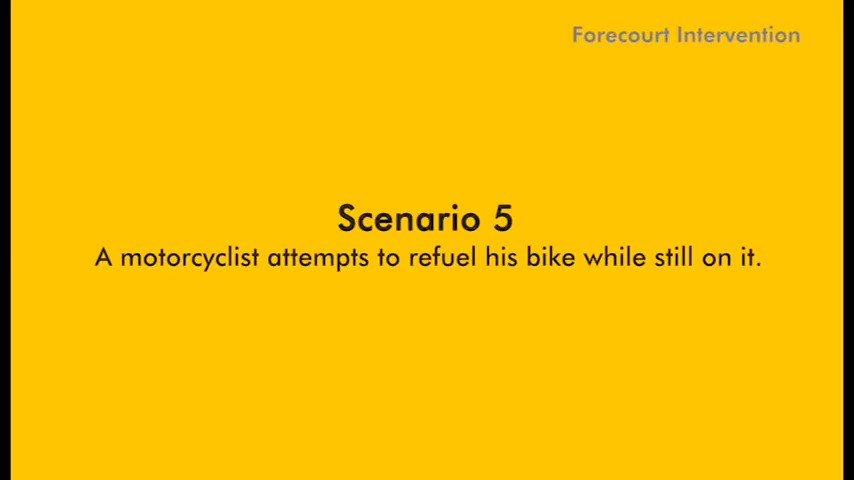 Forecourt Intervention
Scenario 5
A motorcyclist attempts to refuel his bike while still on it.